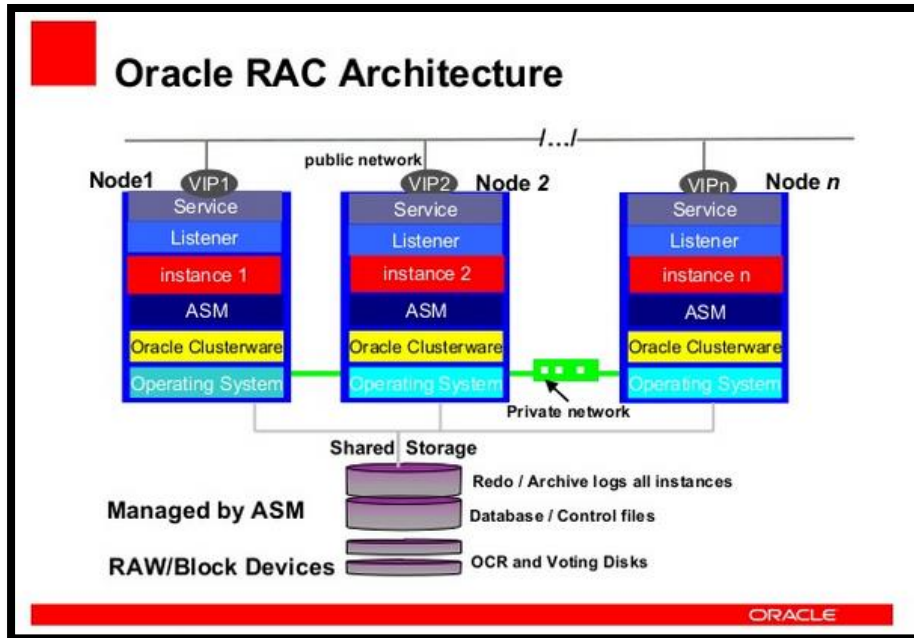 Oracle RAC Architecture
/.../
public network
Node1
VIP1
VIP2
Node 2
VIPn
Node n
Service
Service
Service
Listener
Listener
Listener
instance 1
instance 2
instance n
ASM
ASM
ASM
Oracle Clusterware
Oracle Clusterware
Oracle Clusterware
Operating System
Operating System
Operating System
Private network
Shared Storage
Redo / Archive logs all instances
Managed by ASM
Database / Control files
RAW/Block Devices
OCR and Voting Disks
ORACLE